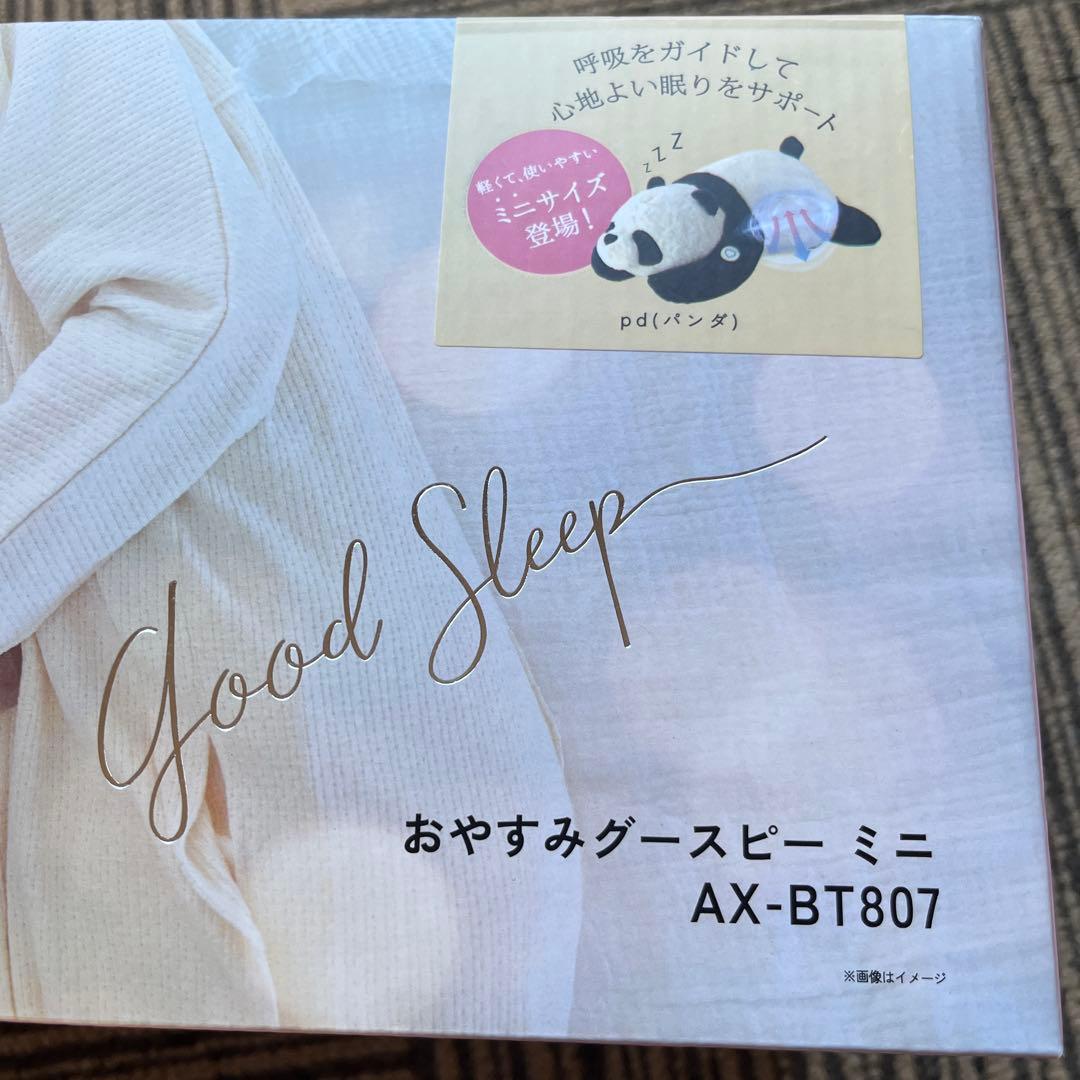 呼吸をガイドして
心地よい眠りをサポート
軽くて、使いやすい
ミニサイズ
登場！
z z z
pd(パンダ)
good Sleep
おやすみグースピー ミニ
AX-BT807
※画像はイメージ